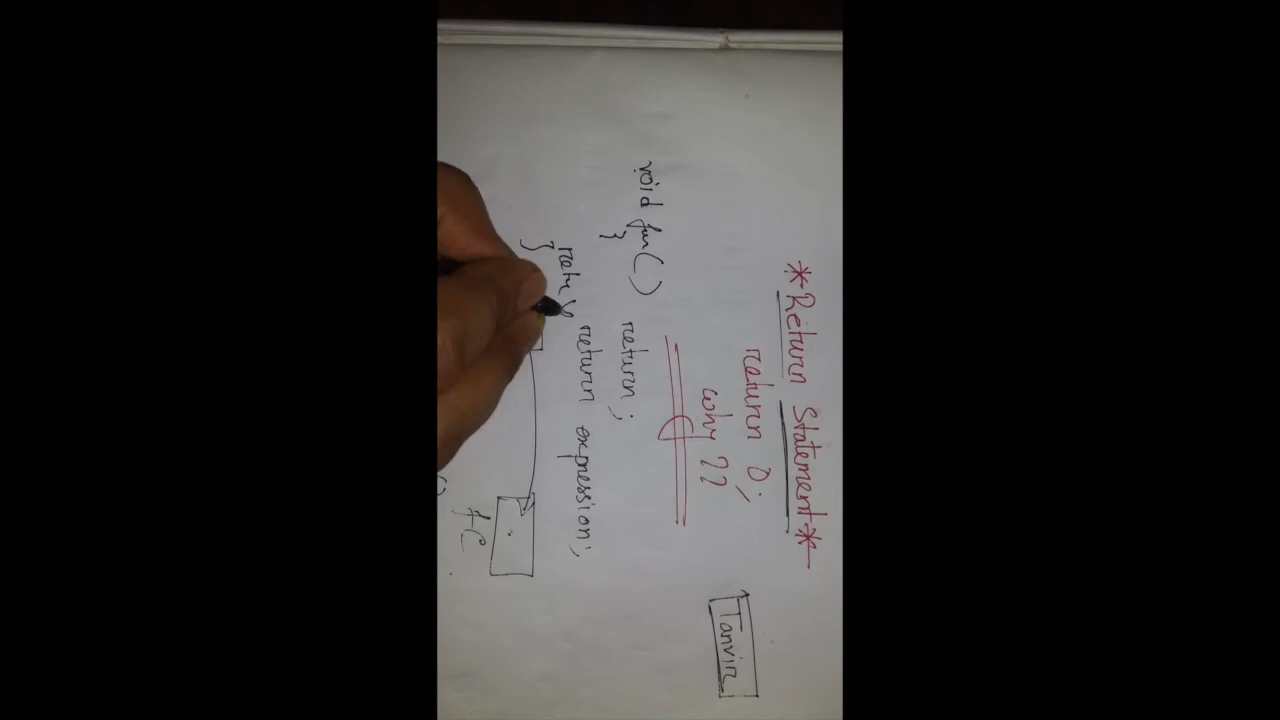 *Return Statement*
return 0;
why ??
Tanvir
void fun()
{
return;
return expression;
}